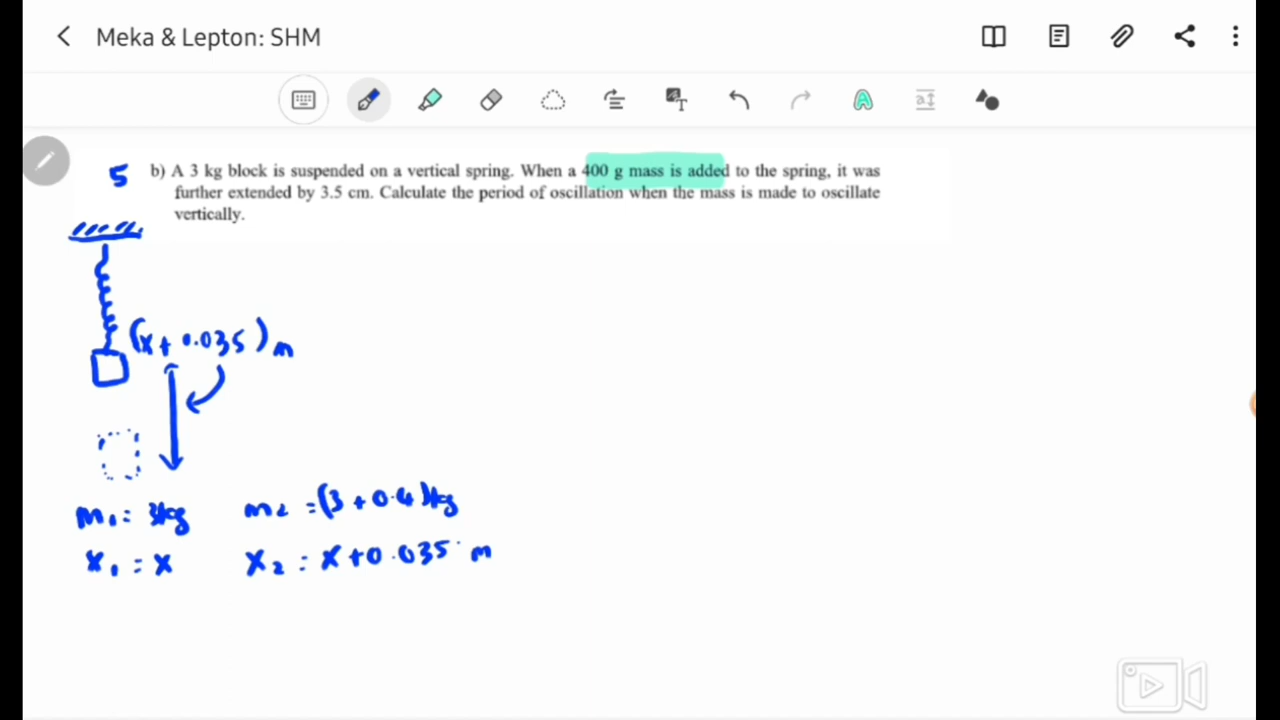 Meka & Lepton: SHM
5 b) A 3 kg block is suspended on a vertical spring. When a 400 g mass is added to the spring, it was
further extended by 3.5 cm. Calculate the period of oscillation when the mass is made to oscillate
vertically.
(x + 0.035) m
m₁ = 3kg m₂ = (3 + 0.4)kg
x₁ = x x₂ = x + 0.035 m